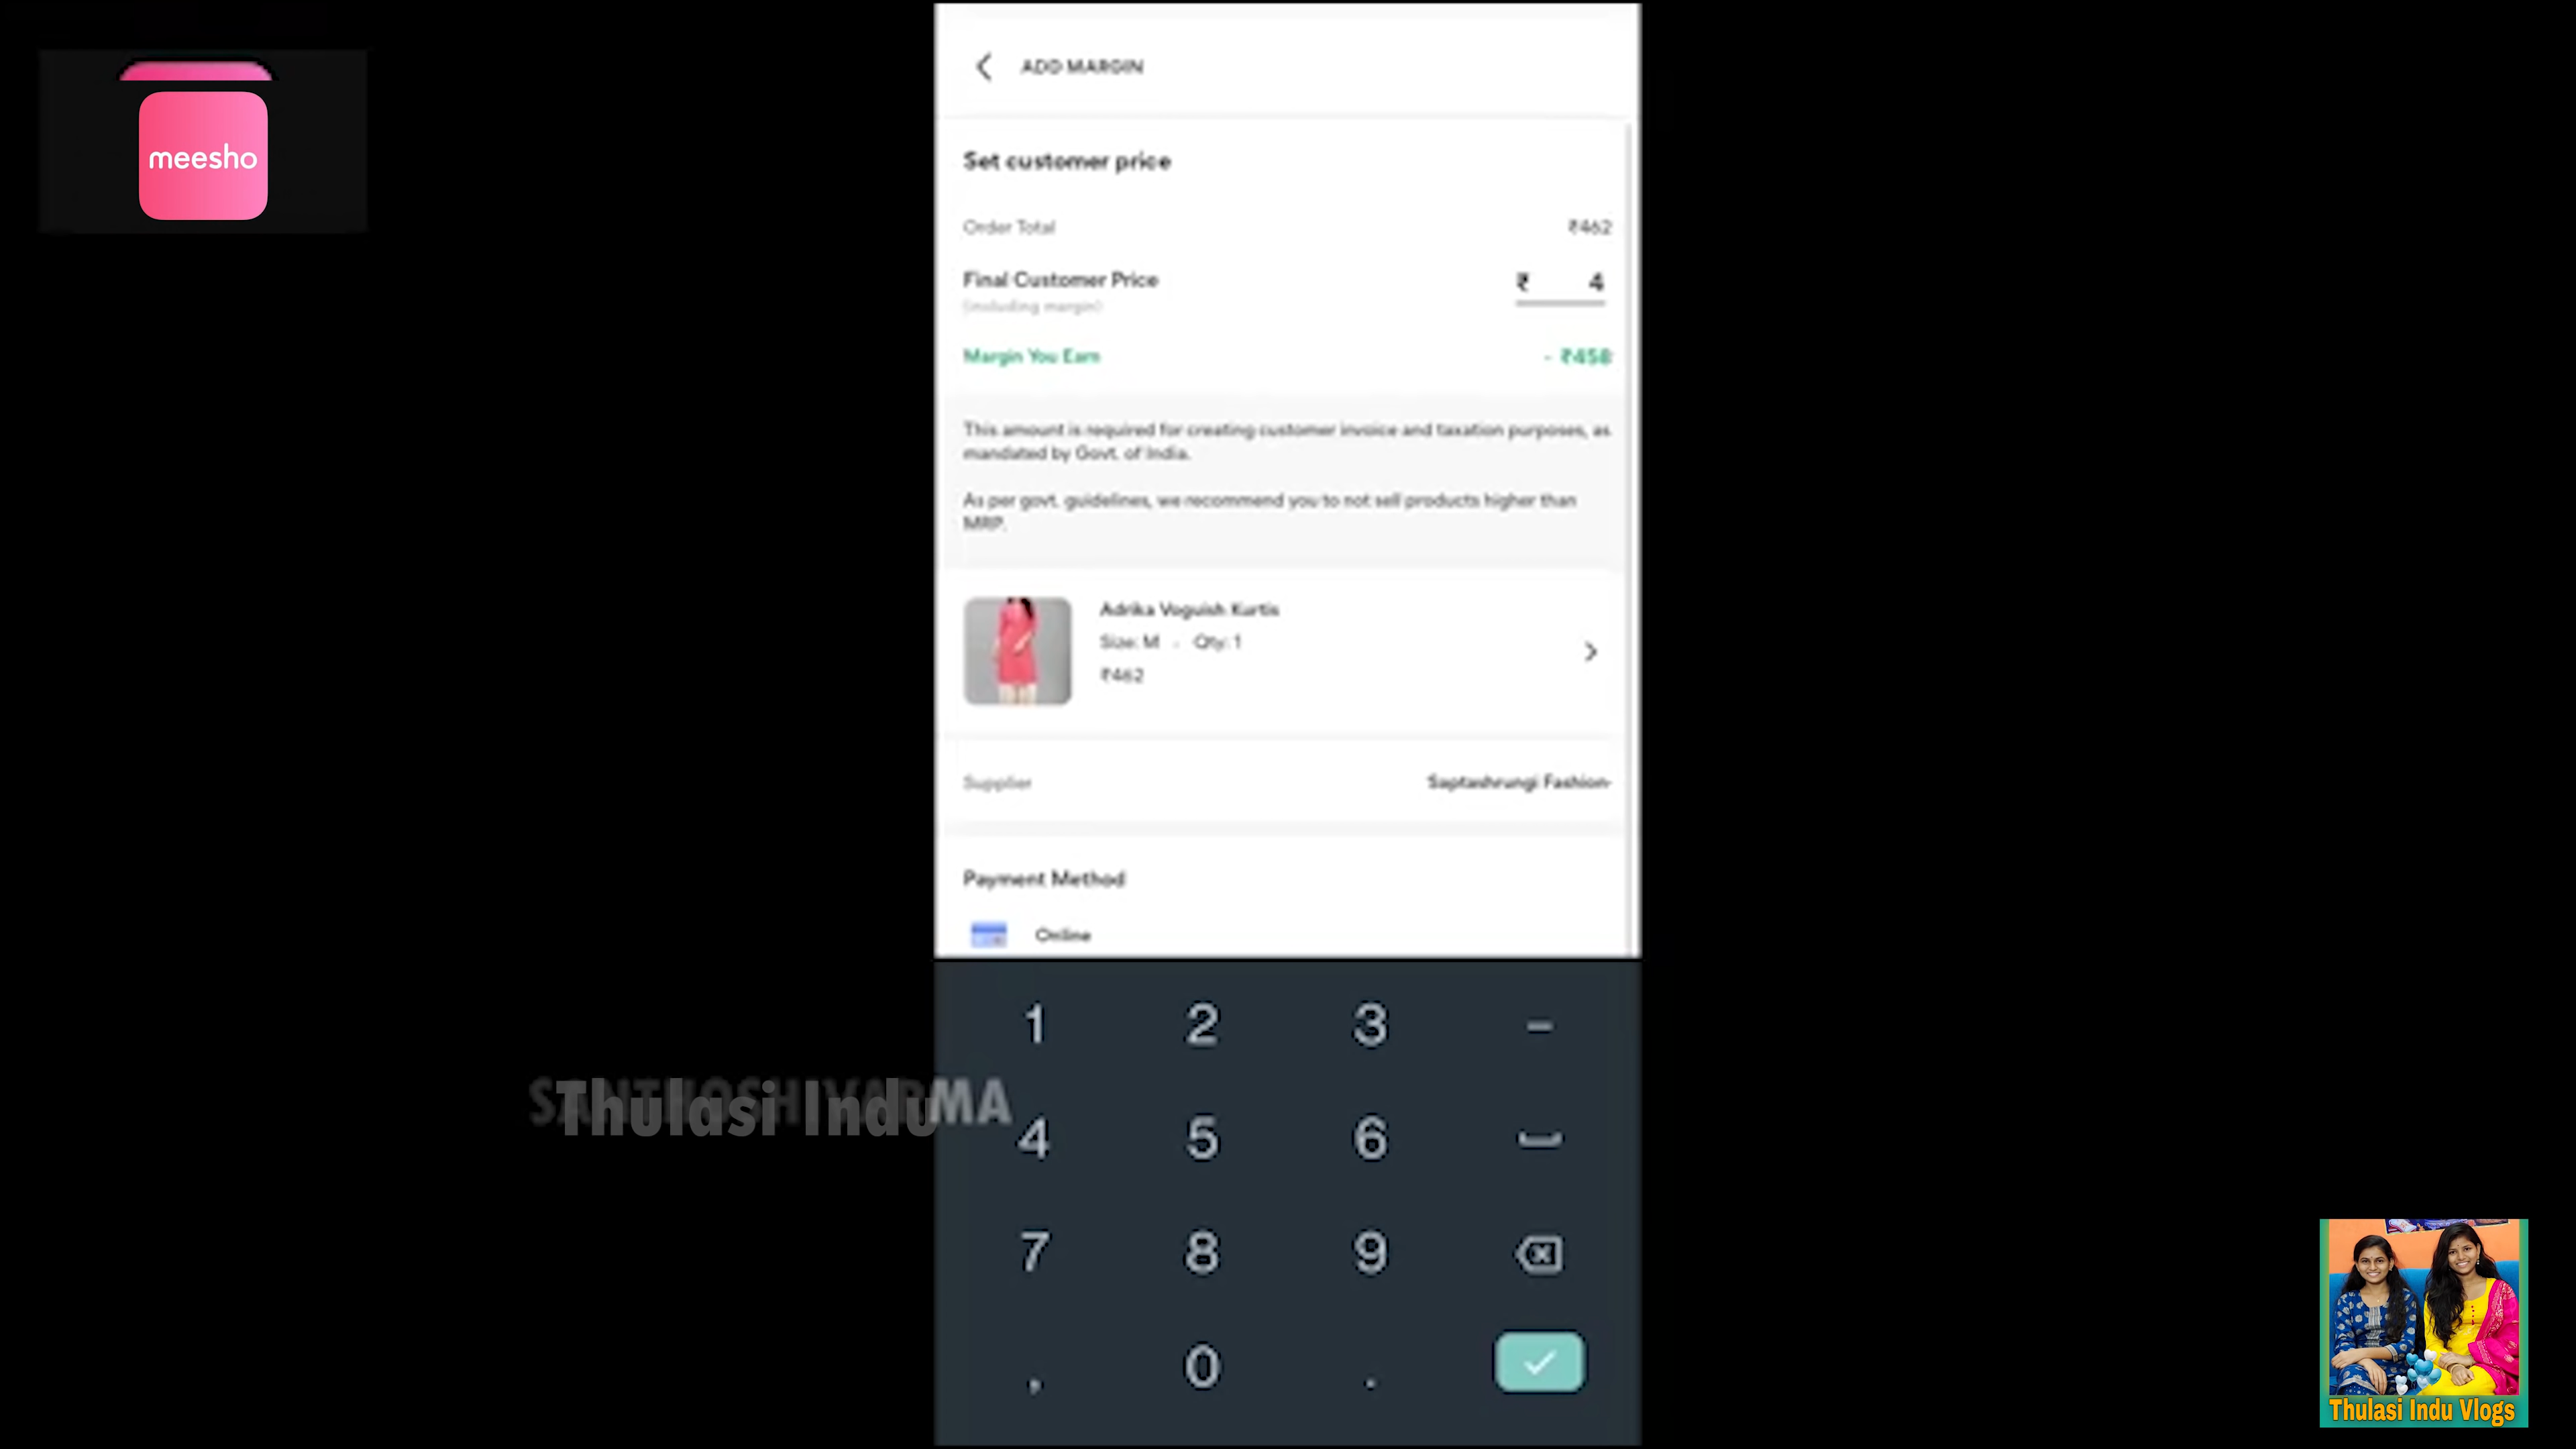 meesho
ADD MARGIN
Set customer price
Order Total ₹462
Final Customer Price ₹ 4
(including margin)
Margin You Earn - ₹458
This amount is required for creating customer invoice and taxation purposes, as
mandated by Govt. of India.
As per govt. guidelines, we recommend you to not sell products higher than
MRP.
Adrika Voguish Kurtis
Size: M - Qty: 1
₹462
Supplier Saptashrungi Fashion-
Payment Method
Online
1 2 3 -
SANTHOSHI VARMA
Thulasi Indu
4 5 6
7 8 9
, 0 .
Thulasi Indu Vlogs